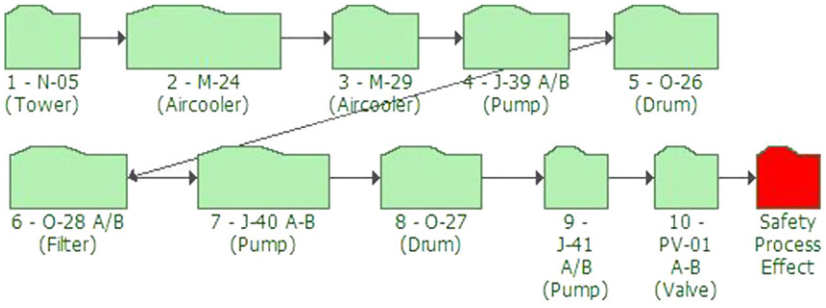 1 - N-05
(Tower)
2 - M-24
(Aircooler)
3 - M-29
(Aircooler)
4 - J-39 A/B
(Pump)
5 - O-26
(Drum)
6 - O-28 A/B
(Filter)
7 - J-40 A-B
(Pump)
8 - O-27
(Drum)
9 -
J-41
A/B
(Pump)
10 -
PV-01
A-B
(Valve)
Safety
Process
Effect